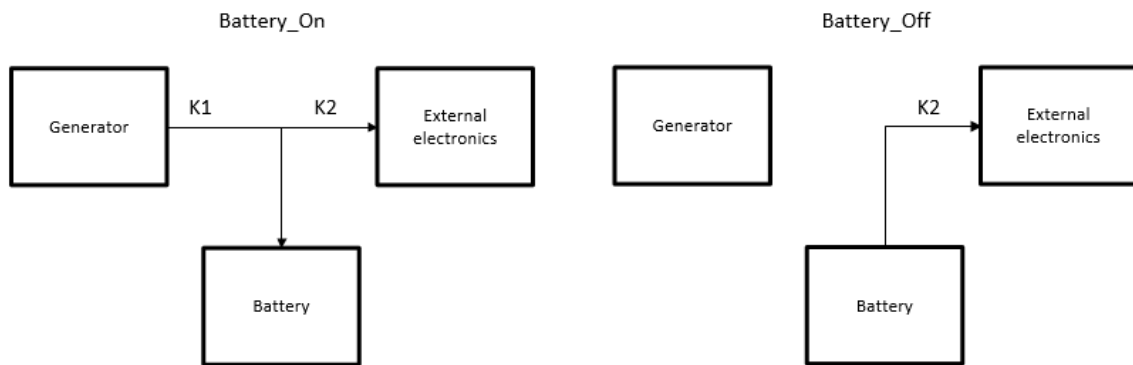 Battery_On
Generator
K1
K2
External
electronics
Battery
Battery_Off
Generator
K2
External
electronics
Battery